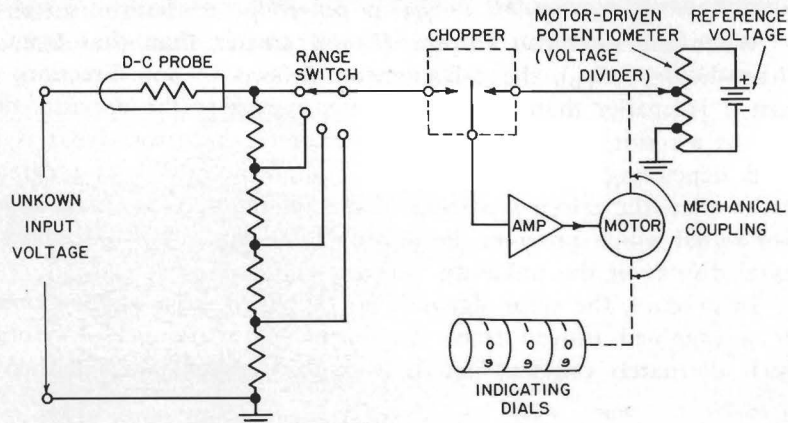 D-C PROBE
RANGE
SWITCH
CHOPPER
MOTOR-DRIVEN
POTENTIOMETER
(VOLTAGE
DIVIDER)
REFERENCE
VOLTAGE
UNKOWN
INPUT
VOLTAGE
AMP
MOTOR
MECHANICAL
COUPLING
INDICATING
DIALS